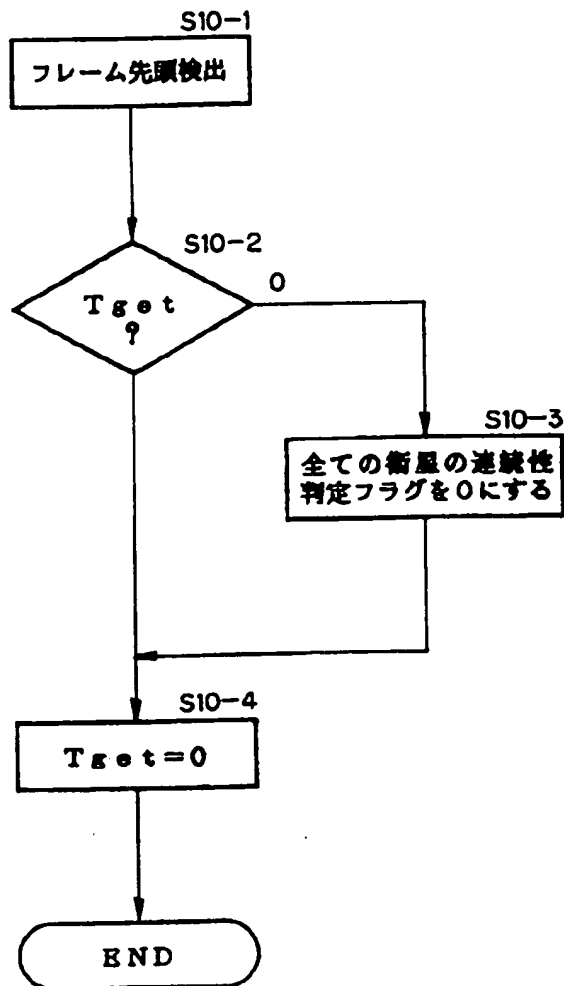 S10-1
フレーム先頭検出
S10-2
Tget
?
0
S10-3
全ての衛星の連続性
判定フラグを0にする
S10-4
Tget=0
END